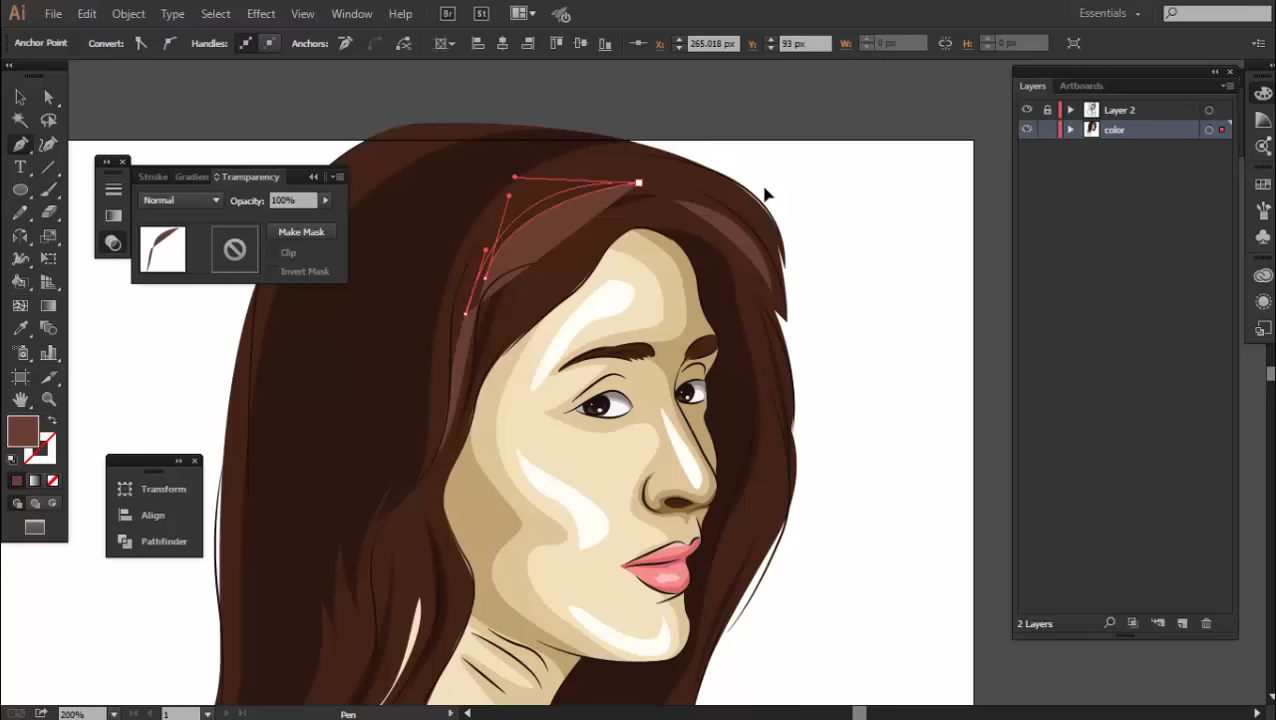 Ai File Edit Object Type Select Effect View Window Help Br St Essentials
Anchor Point Convert: Handles: Anchors: X: 265.018 px Y: 93 px W: 0 px H: 0 px
Layers Artboards
Layer 2
color
Stroke Gradien Transparency
Normal Opacity: 100%
Make Mask
Clip
Invert Mask
Transform
Align
Pathfinder
2 Layers
200% 1 Pen